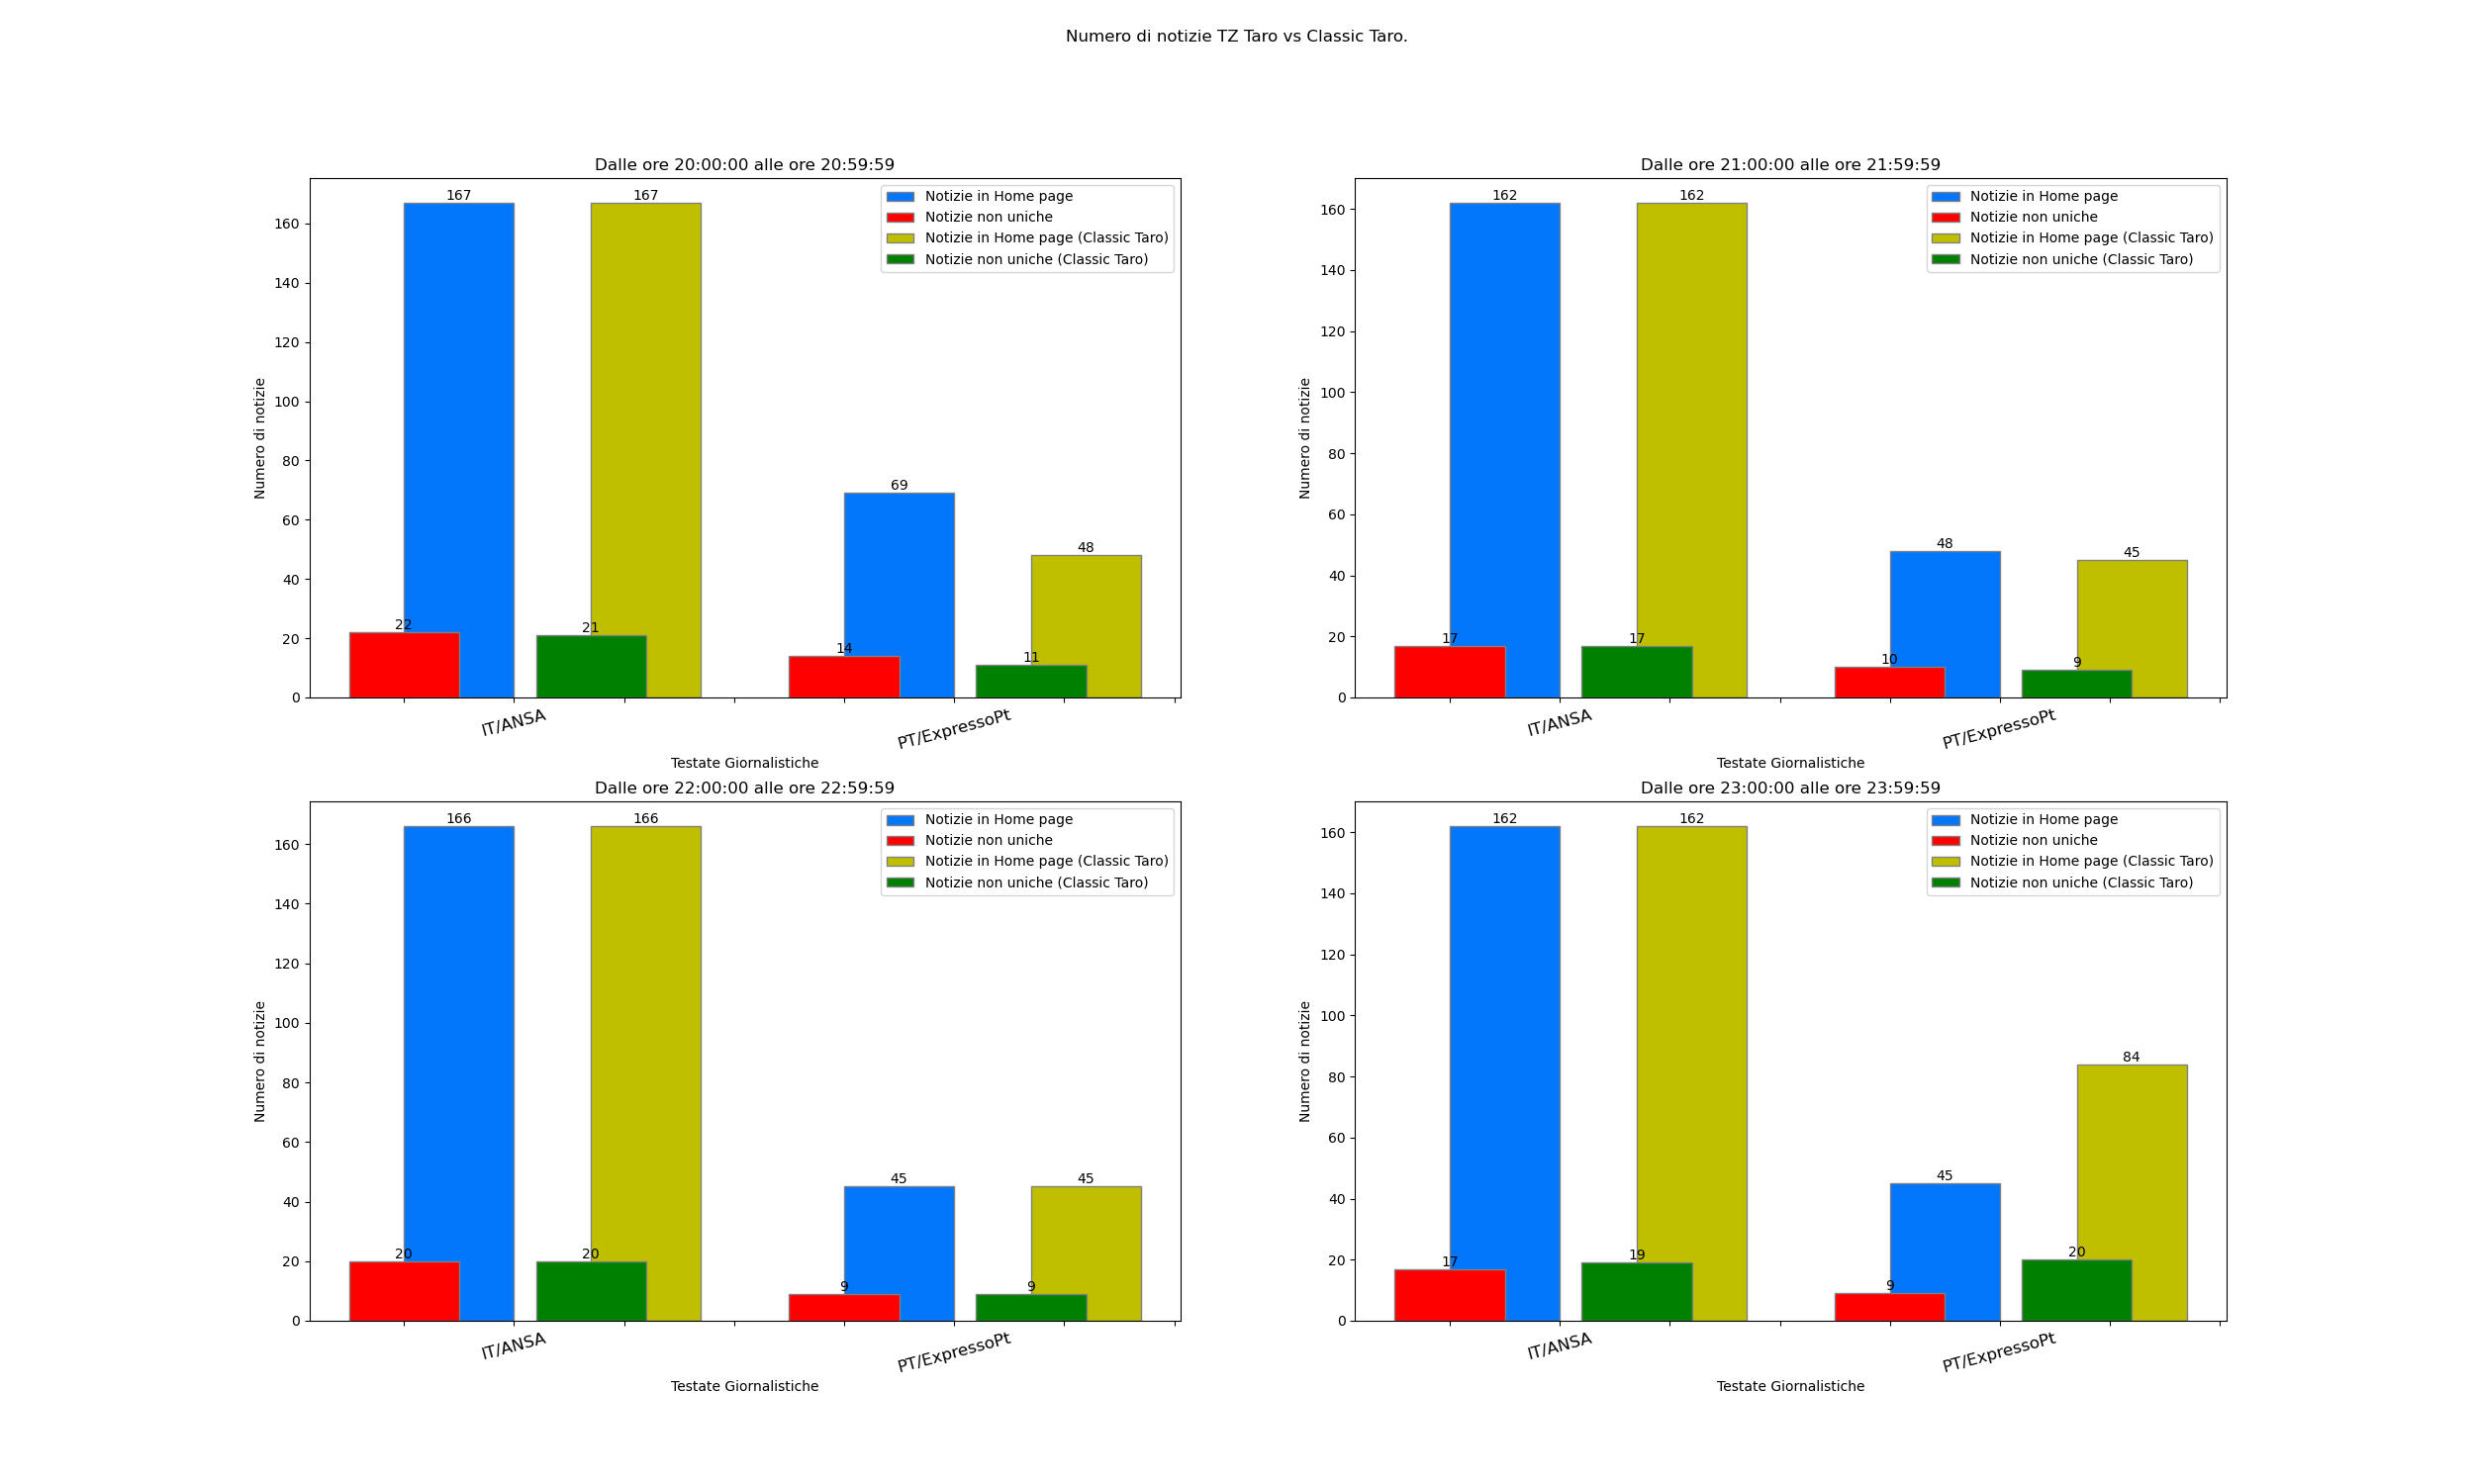 Numero di notizie TZ Taro vs Classic Taro.
Dalle ore 20:00:00 alle ore 20:59:59
Numero di notizie
160
140
120
100
80
60
40
20
0
167
167
22
21
69
48
14
11
Notizie in Home page
Notizie non uniche
Notizie in Home page (Classic Taro)
Notizie non uniche (Classic Taro)
IT/ANSA
PT/ExpressoPt
Testate Giornalistiche
Dalle ore 21:00:00 alle ore 21:59:59
Numero di notizie
160
140
120
100
80
60
40
20
0
162
162
17
17
48
45
10
9
Notizie in Home page
Notizie non uniche
Notizie in Home page (Classic Taro)
Notizie non uniche (Classic Taro)
IT/ANSA
PT/ExpressoPt
Testate Giornalistiche
Dalle ore 22:00:00 alle ore 22:59:59
Numero di notizie
160
140
120
100
80
60
40
20
0
166
166
20
20
45
45
9
9
Notizie in Home page
Notizie non uniche
Notizie in Home page (Classic Taro)
Notizie non uniche (Classic Taro)
IT/ANSA
PT/ExpressoPt
Testate Giornalistiche
Dalle ore 23:00:00 alle ore 23:59:59
Numero di notizie
160
140
120
100
80
60
40
20
0
162
162
17
19
45
84
9
20
Notizie in Home page
Notizie non uniche
Notizie in Home page (Classic Taro)
Notizie non uniche (Classic Taro)
IT/ANSA
PT/ExpressoPt
Testate Giornalistiche